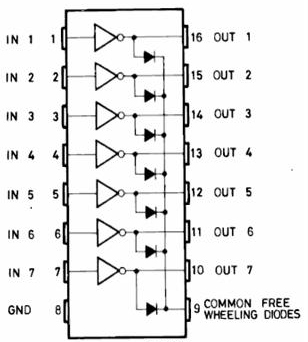 IN 1 1 16 OUT 1
IN 2 2 15 OUT 2
IN 3 3 14 OUT 3
IN 4 4 13 OUT 4
IN 5 5 12 OUT 5
IN 6 6 11 OUT 6
IN 7 7 10 OUT 7
GND 8 9 COMMON FREE
WHEELING DIODES